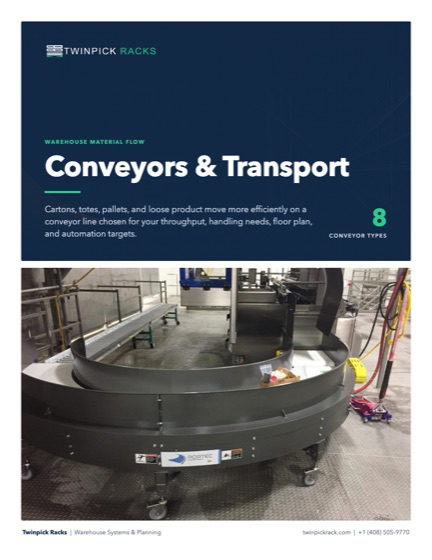 TWINPICK RACKS
WAREHOUSE MATERIAL FLOW
Conveyors & Transport
Cartons, totes, pallets, and loose product move more efficiently on a
conveyor line chosen for your throughput, handling needs, floor plan,
and automation targets.
8
CONVEYOR TYPES
Twinpick Racks | Warehouse Systems & Planning
twinpickrack.com | +1 (408) 505-9770